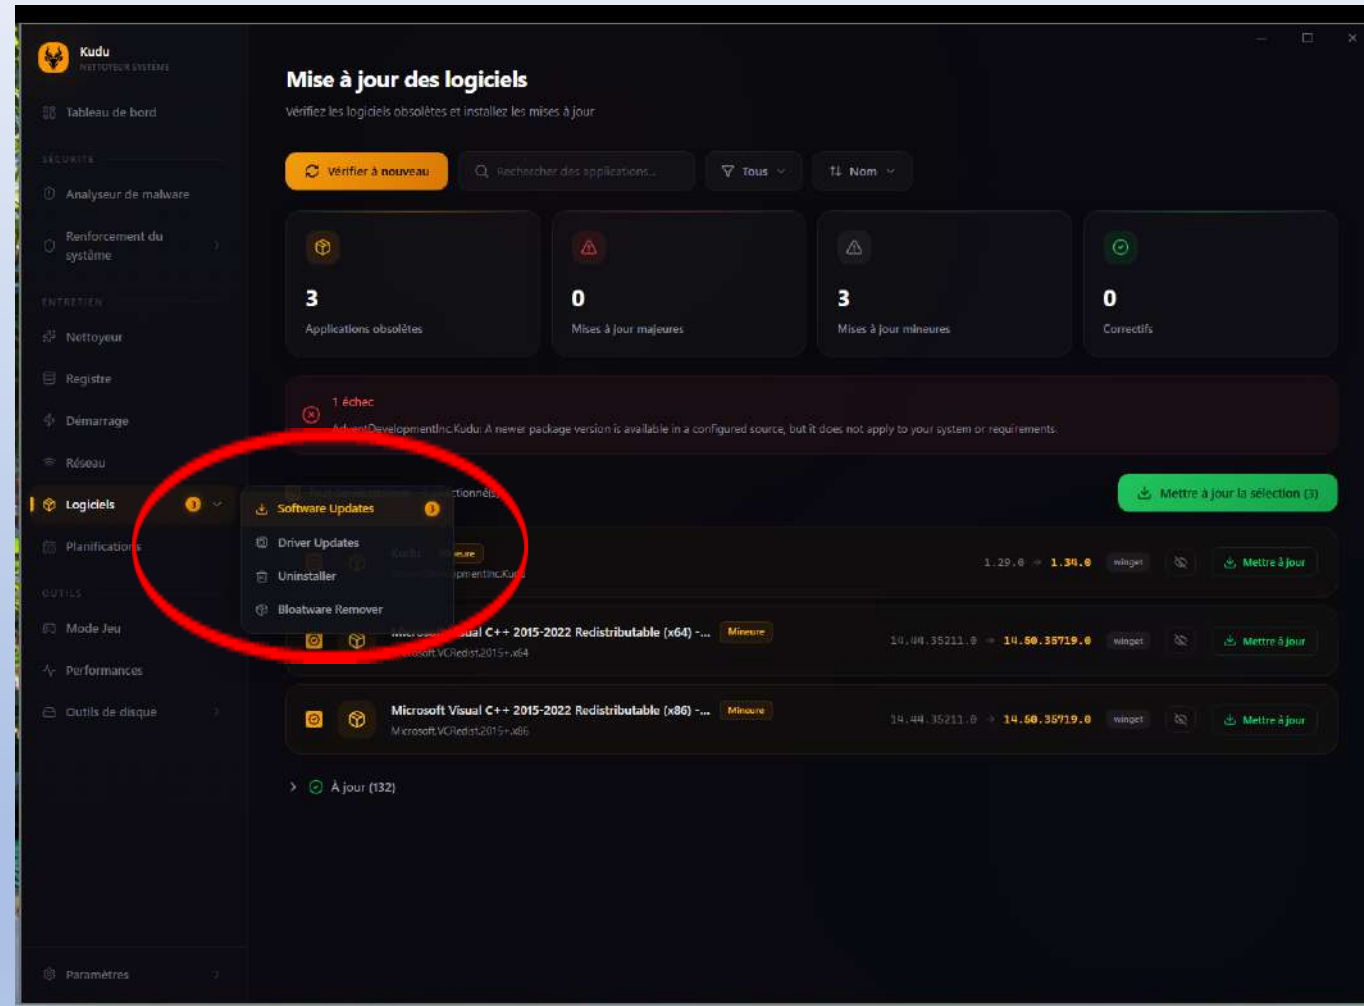 Kudu
NETTOYEUR SYSTÈME
Tableau de bord
SÉCURITÉ
Analyseur de malware
Renforcement du
système
ENTRETIEN
Nettoyeur
Registre
Démarrage
Réseau
Logiciels 3
Planifications
OUTILS
Mode Jeu
Performances
Outils de disque
Paramètres
Software Updates 3
Driver Updates
Uninstaller
Bloatware Remover
Mise à jour des logiciels
Vérifiez les logiciels obsolètes et installez les mises à jour
Vérifier à nouveau
Rechercher des applications...
Tous
Nom
3
Applications obsolètes
0
Mises à jour majeures
3
Mises à jour mineures
0
Correctifs
1 échec
AdventDevelopmentInc.Kudu: A newer package version is available in a configured source, but it does not apply to your system or requirements.
Mettre à jour la sélection (3)
Kudu
1.29.0 → 1.34.0 winget Mettre à jour
Microsoft Visual C++ 2015-2022 Redistributable (x64) -... Mineure
Microsoft.VCRedist.2015+.x64
14.44.35211.0 → 14.50.35719.0 winget Mettre à jour
Microsoft Visual C++ 2015-2022 Redistributable (x86) -... Mineure
Microsoft.VCRedist.2015+.x86
14.44.35211.0 → 14.50.35719.0 winget Mettre à jour
À jour (132)